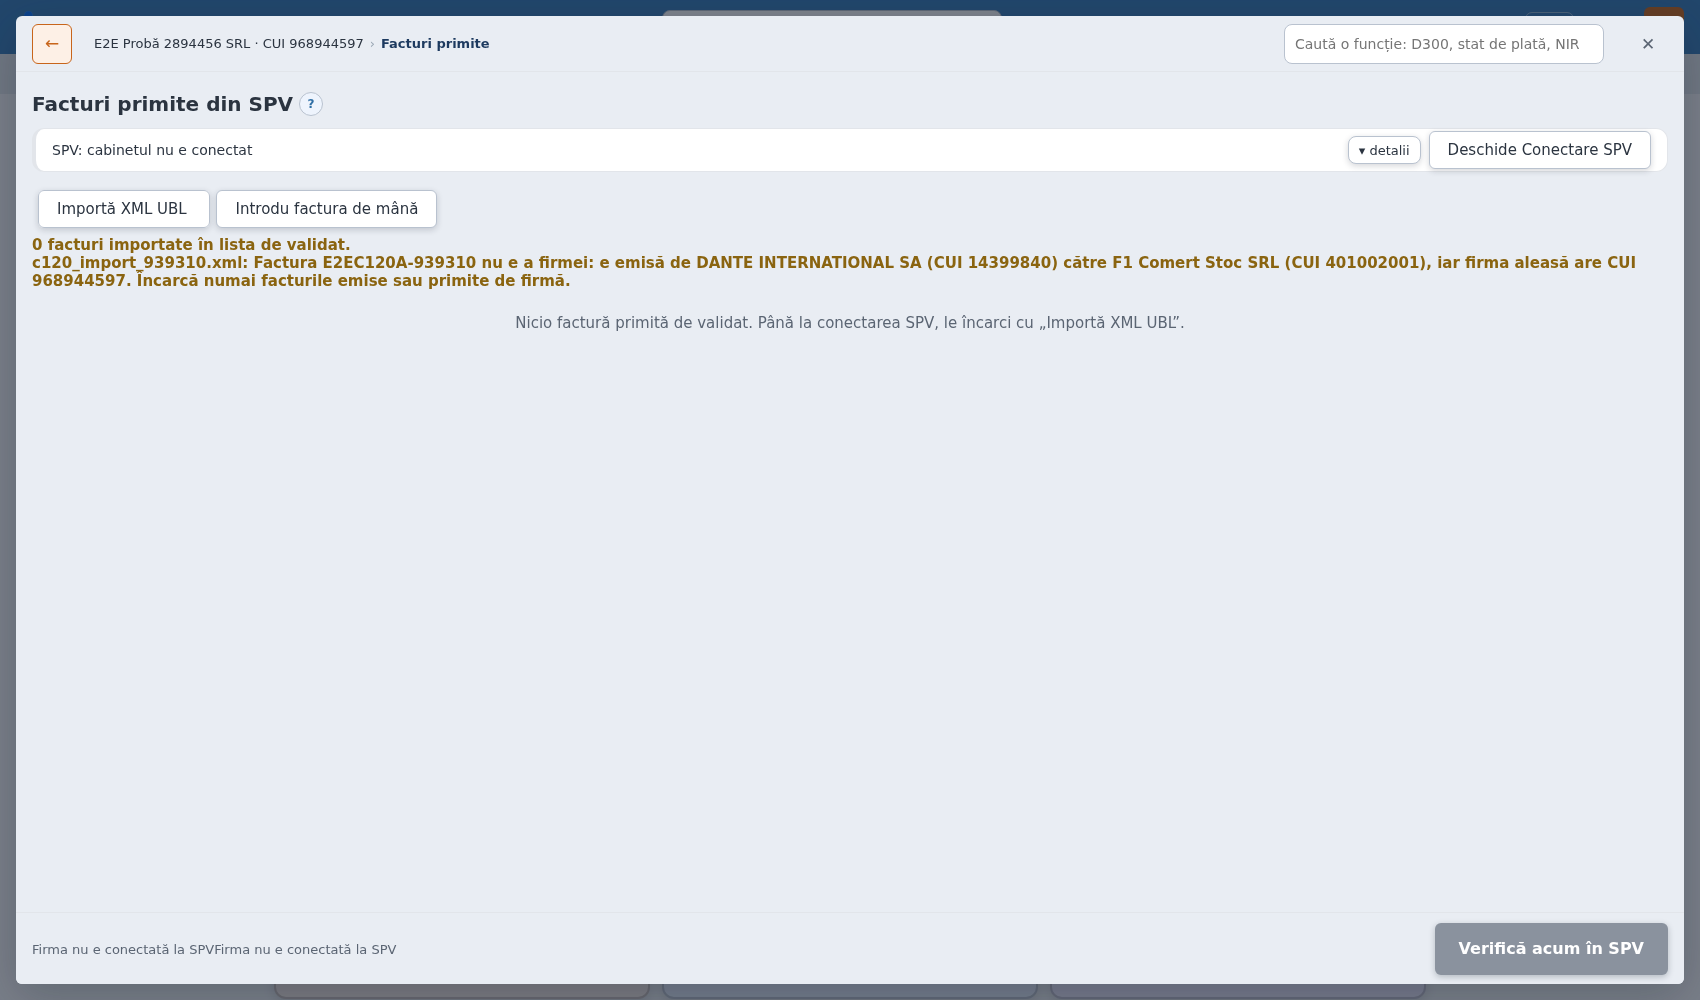 ←
E2E Probă 2894456 SRL · CUI 968944597 › Facturi primite
Caută o funcție: D300, stat de plată, NIR
✕
Facturi primite din SPV ?
SPV: cabinetul nu e conectat
▾ detalii
Deschide Conectare SPV
Importă XML UBL
Introdu factura de mână
0 facturi importate în lista de validat.
c120_import_939310.xml: Factura E2EC120A-939310 nu e a firmei: e emisă de DANTE INTERNATIONAL SA (CUI 14399840) către F1 Comert Stoc SRL (CUI 401002001), iar firma aleasă are CUI
968944597. Încarcă numai facturile emise sau primite de firmă.
Nicio factură primită de validat. Până la conectarea SPV, le încarci cu „Importă XML UBL”.
Firma nu e conectată la SPVFirma nu e conectată la SPV
Verifică acum în SPV